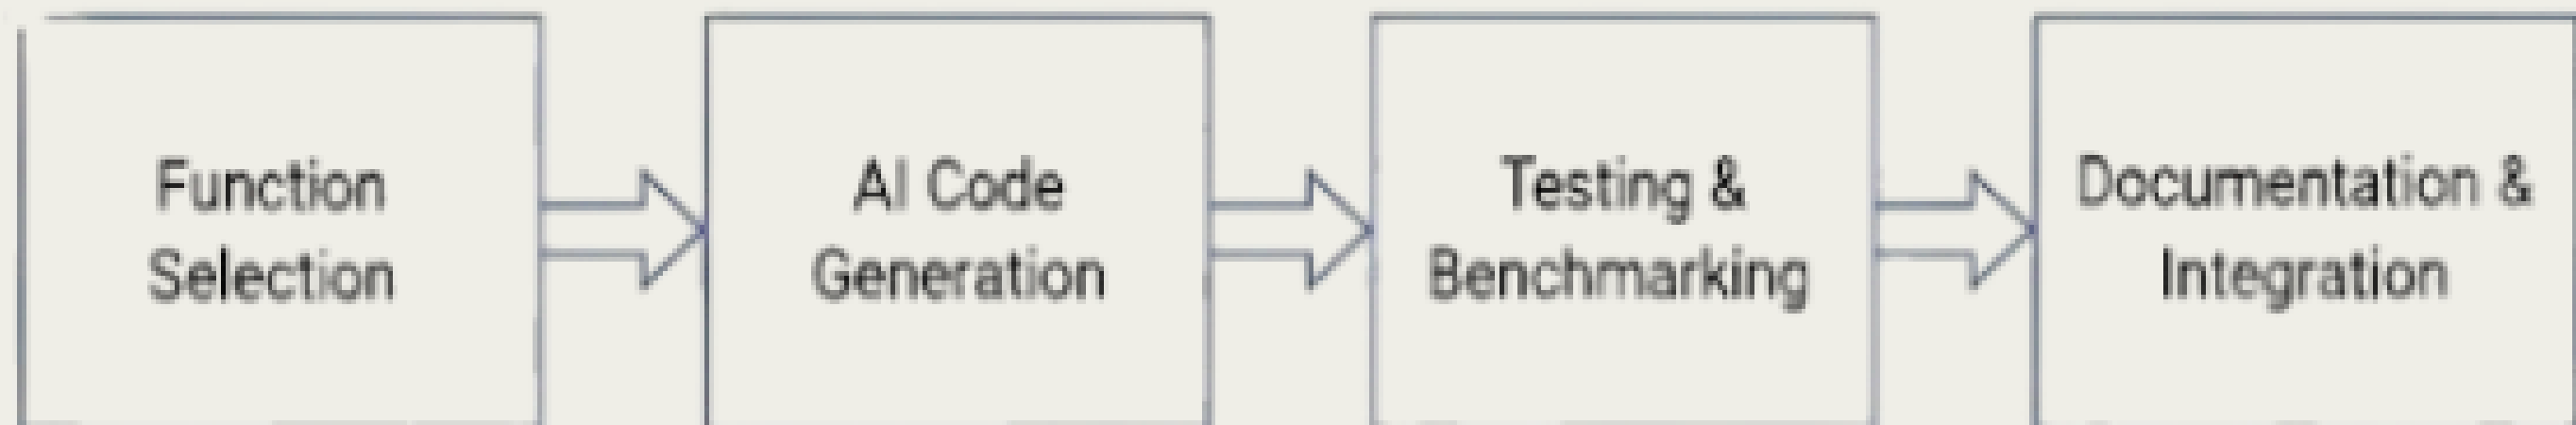 Function
Selection
AI Code
Generation
Testing &
Benchmarking
Documentation &
Integration